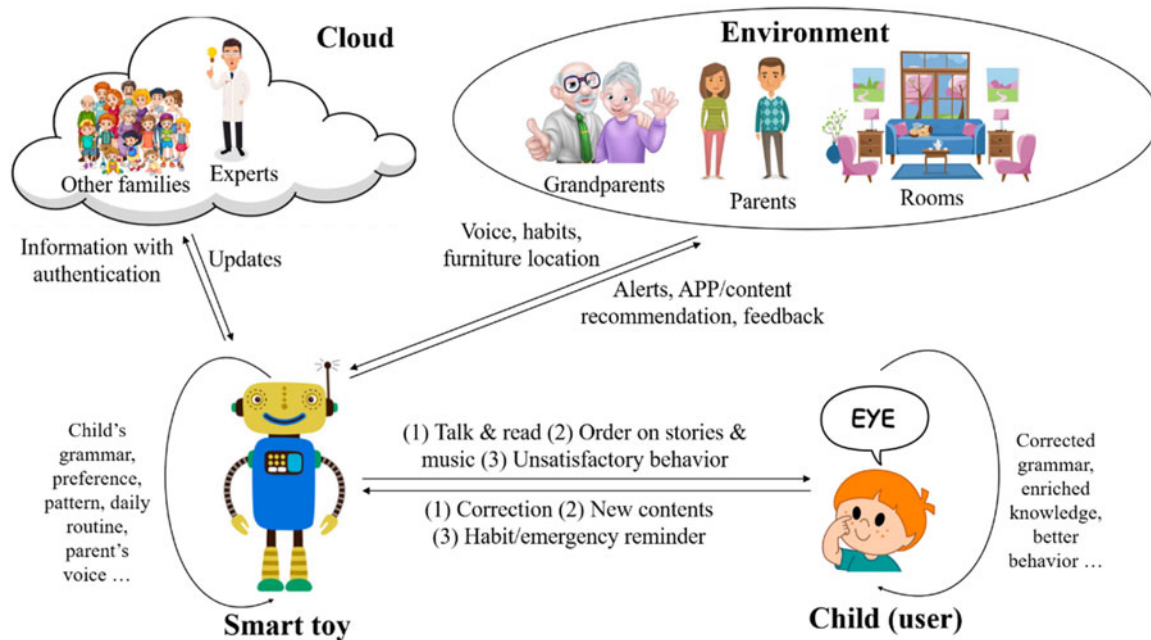 Cloud
Other families
Experts
Environment
Grandparents
Parents
Rooms
Information with
authentication
Updates
Voice, habits,
furniture location
Alerts, APP/content
recommendation, feedback
Child's
grammar,
preference,
pattern, daily
routine,
parent's
voice …
(1) Talk & read (2) Order on stories &
music (3) Unsatisfactory behavior
(1) Correction (2) New contents
(3) Habit/emergency reminder
EYE
Corrected
grammar,
enriched
knowledge,
better
behavior …
Smart toy
Child (user)